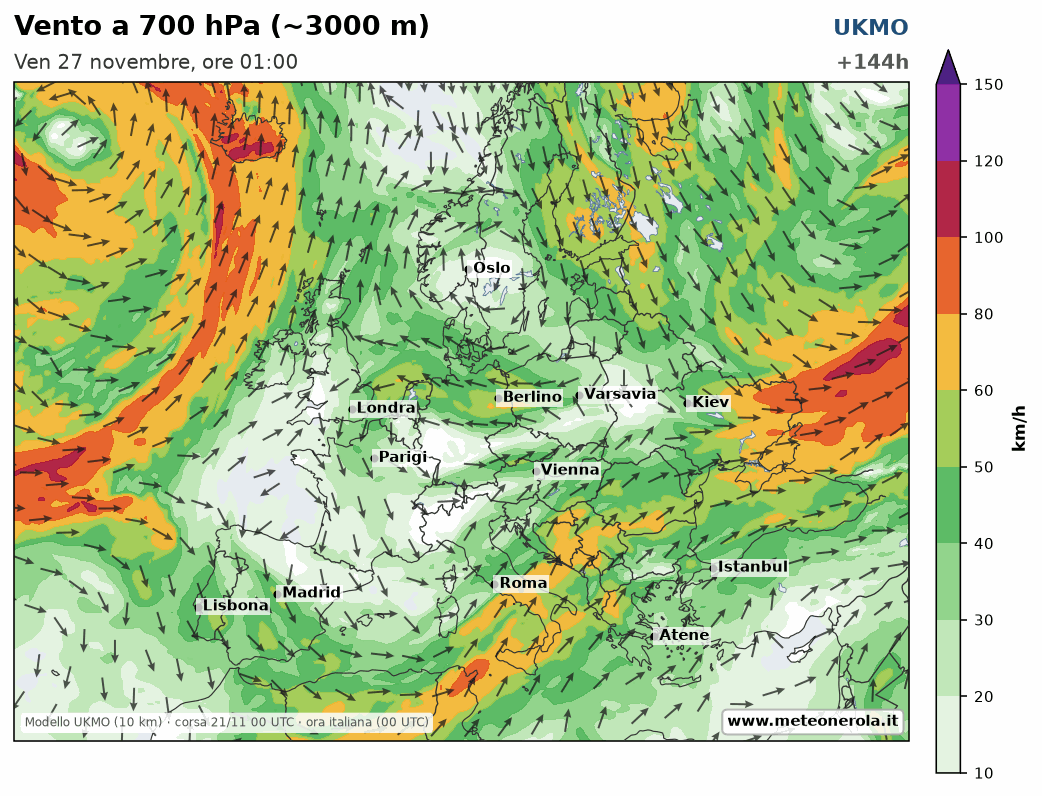 Vento a 700 hPa (~3000 m)
UKMO
Ven 27 novembre, ore 01:00
+144h
150
120
100
80
60
50
40
30
20
10
km/h
Oslo
Londra
Berlino
Varsavia
Kiev
Parigi
Vienna
Istanbul
Roma
Madrid
Lisbona
Atene
Modello UKMO (10 km) · corsa 21/11 00 UTC · ora italiana (00 UTC)
www.meteonerola.it